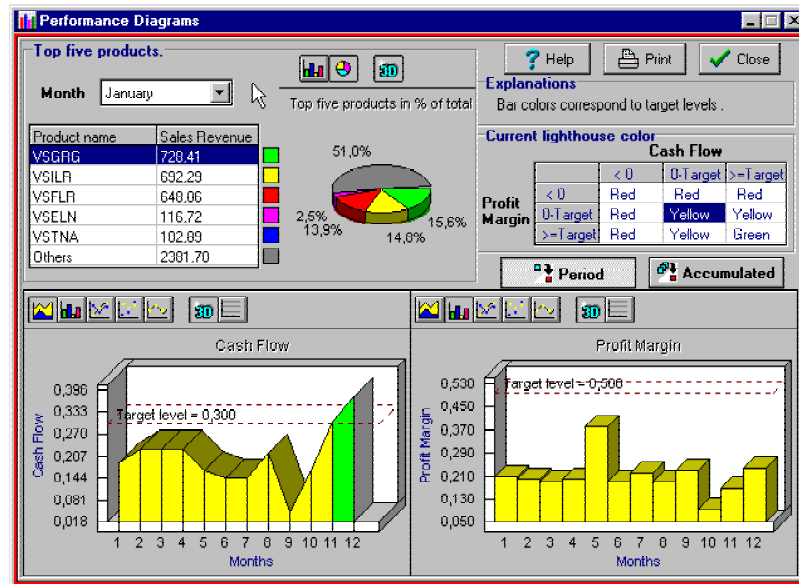 Performance Diagrams
Top five products.
Month January
3D
Top five products in % of total
Product name Sales Revenue
VSGRG 728,41
VSILR 692,29
VSFLR 648,06
VSELN 116,72
VSTNA 102,89
Others 2381,70
51,0%
15,6%
14,8%
13,9%
2,5%
? Help
Print
Close
Explanations
Bar colors correspond to target levels .
Current lighthouse color
Cash Flow
< 0 0-Target >=Target
Profit Margin
< 0 Red Red Red
0-Target Red Yellow Yellow
>=Target Red Yellow Green
Period
Accumulated
3D
Cash Flow
0,396
0,333
0,270
0,207
0,144
0,081
0,018
Target level = 0,300
Cash Flow
1 2 3 4 5 6 7 8 9 10 11 12
Months
3D
Profit Margin
0,530
0,450
0,370
0,290
0,210
0,130
0,050
Target level = 0,500
Profit Margin
1 2 3 4 5 6 7 8 9 10 11 12
Months